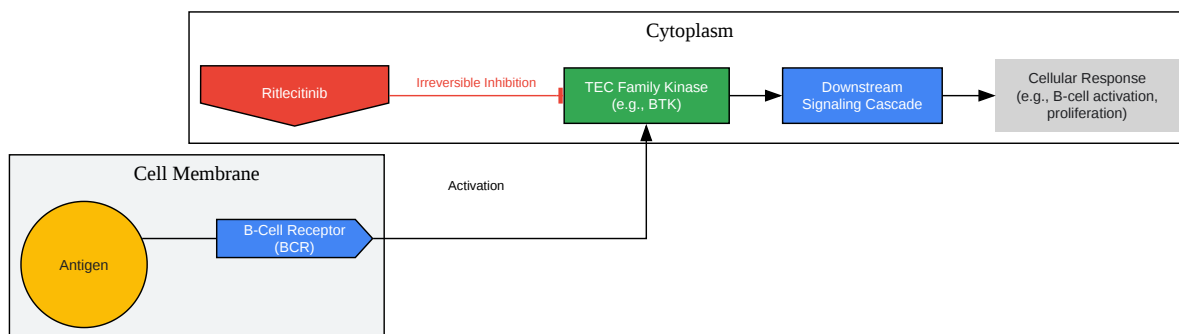 Cytoplasm
Ritlecitinib
Irreversible Inhibition
TEC Family Kinase
(e.g., BTK)
Downstream
Signaling Cascade
Cellular Response
(e.g., B-cell activation,
proliferation)
Cell Membrane
Activation
Antigen
B-Cell Receptor
(BCR)